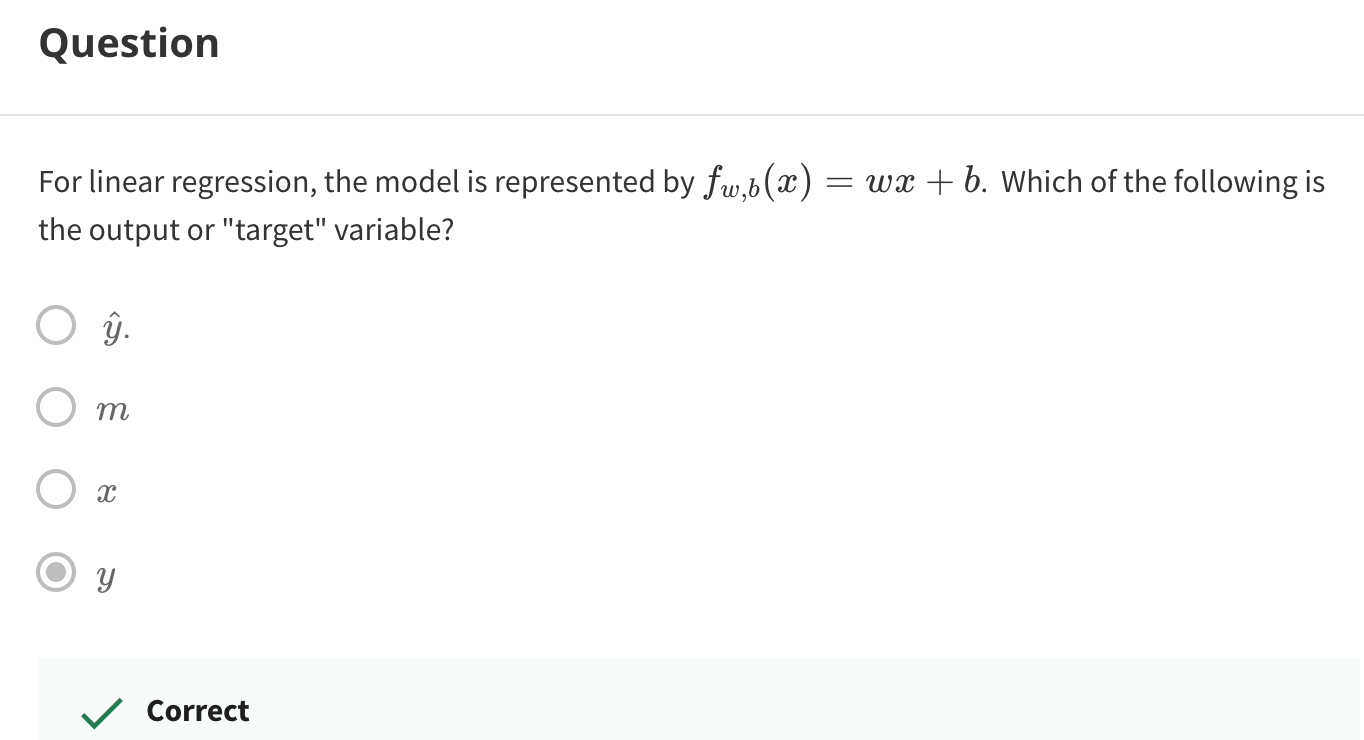 Question
For linear regression, the model is represented by $f_{w,b}(x) = wx + b$. Which of the following is
the output or "target" variable?
$\hat{y}$.
$m$
$x$
$y$
Correct